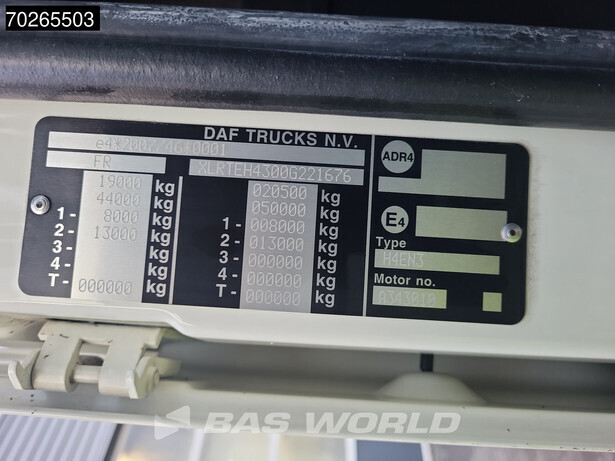 70265503
DAF TRUCKS N.V.
e4*2007/46*0001
FR XLRTEH4300G221676
19000 kg
44000 kg
1- 8000 kg
2- 13000 kg
3- kg
4- kg
T- 000000 kg
020500 kg
050000 kg
1- 008000 kg
2- 013000 kg
3- 000000 kg
4- 000000 kg
T- 000000 kg
ADR4
E4
Type
H4EN3
Motor no.
A343010
BAS WORLD